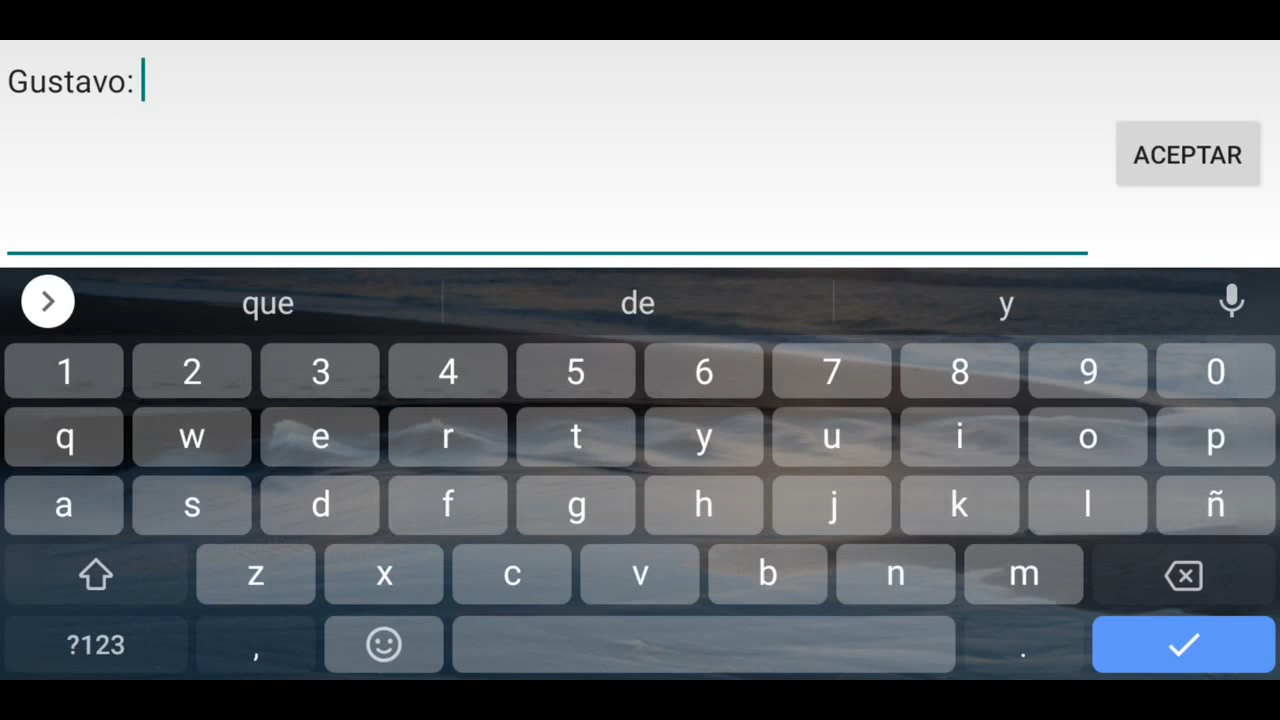 Gustavo:
ACEPTAR
que de y
1 2 3 4 5 6 7 8 9 0
q w e r t y u i o p
a s d f g h j k l ñ
z x c v b n m
?123 , .